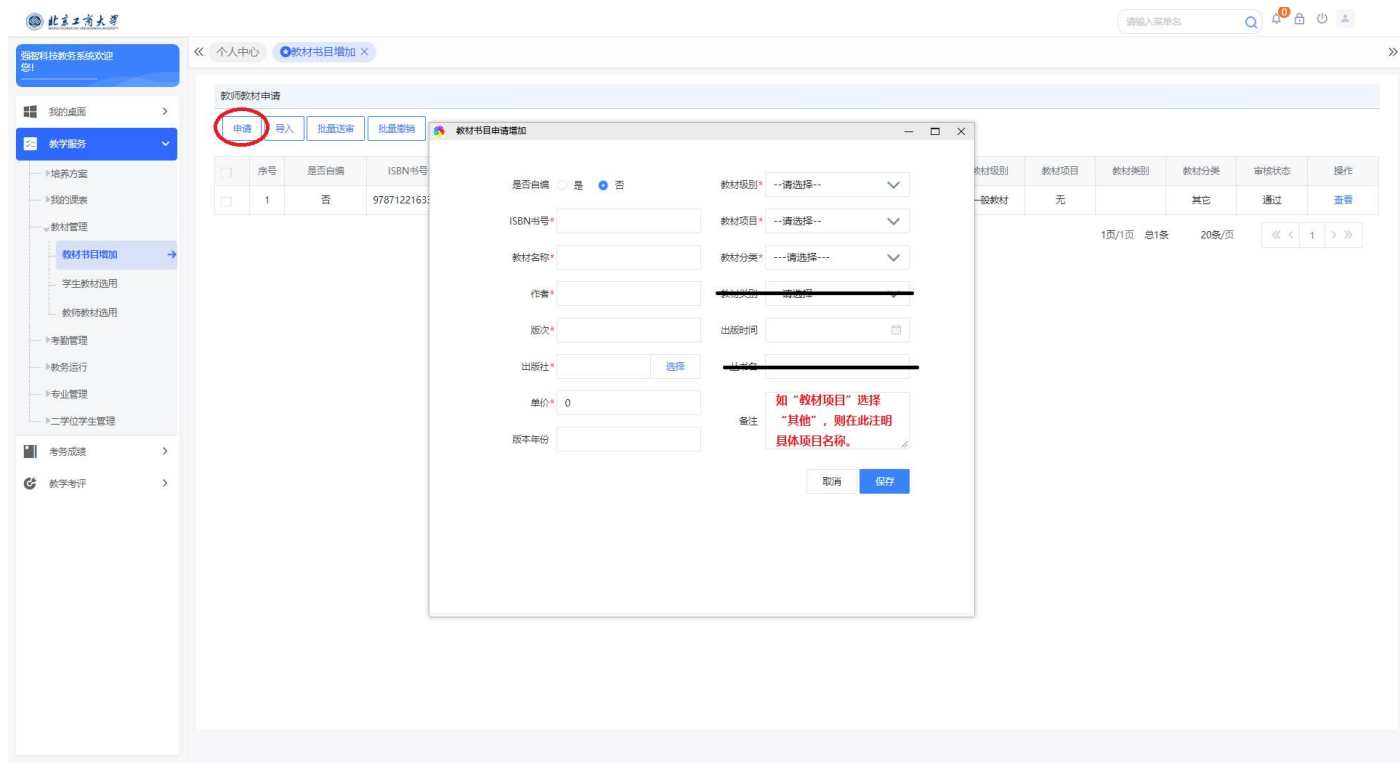 北京工商大学
请输入菜单名
0
强智科技教务系统欢迎
您!
个人中心
教材书目增加
我的桌面
教学服务
培养方案
我的课表
教材管理
教材书目增加
学生教材选用
教师教材选用
考勤管理
教务运行
专业管理
二学位学生管理
考务成绩
教学考评
教师教材申请
申请 导入 批量送审 批量撤销
序号 是否自编 ISBN书号 教材级别 教材项目 教材类别 教材分类 审核状态 操作
1 否 978712216 一般教材 无 其它 通过 查看
1页/1页 总1条 20条/页 1
教材书目申请增加
是否自编 是 否 教材级别* --请选择--
ISBN书号* 教材项目* --请选择--
教材名称* 教材分类* ---请选择---
作者* 教材类别 --请选择--
版次* 出版时间
出版社* 选择 丛书名
单价* 0
备注
如“教材项目”选择
“其他”，则在此注明
具体项目名称。
版本年份
取消 保存